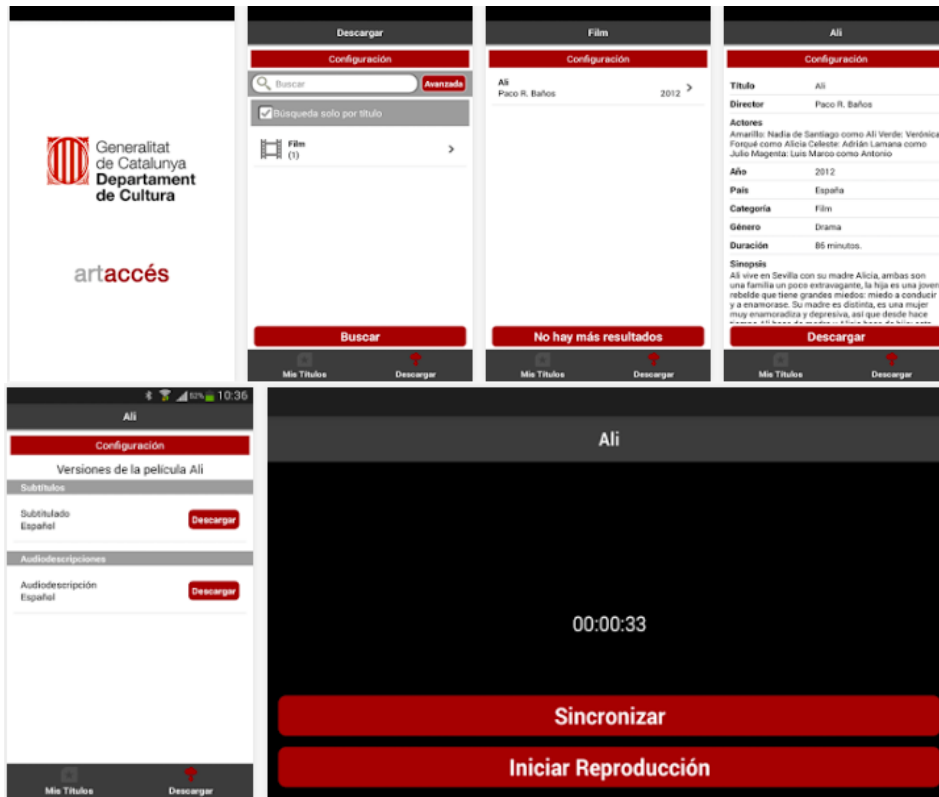 Generalitat
de Catalunya
Departament
de Cultura
artaccés
Descargar
Configuración
Buscar
Avanzada
Búsqueda solo por título
Film
(1)
Buscar
Mis Títulos
Descargar
Film
Configuración
Ali
Paco R. Baños
2012
No hay más resultados
Mis Títulos
Descargar
Ali
Configuración
Título Ali
Director Paco R. Baños
Actores
Amarillo: Nadia de Santiago como Ali Verde: Verónica
Forqué como Alicia Celeste: Adrián Lamana como
Julio Magenta: Luis Marco como Antonio
Año 2012
País España
Categoría Film
Género Drama
Duración 86 minutos.
Sinopsis
Ali vive en Sevilla con su madre Alicia, ambas son
una familia un poco extravagante, la hija es una joven
rebelde que tiene grandes miedos: miedo a conducir
y a enamorase. Su madre es distinta, es una mujer
muy enamoradiza y depresiva, así que desde hace
Descargar
Mis Títulos
Descargar
92% 10:36
Ali
Configuración
Versiones de la película Ali
Subtítulos
Subtitulado
Español
Descargar
Audiodescripciones
Audiodescripción
Español
Descargar
Mis Títulos
Descargar
Ali
00:00:33
Sincronizar
Iniciar Reproducción